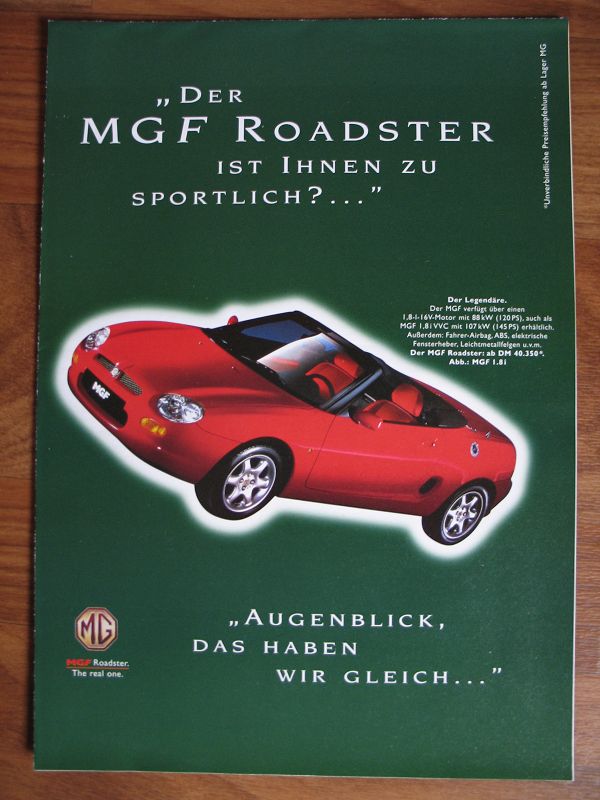 „DER
MGF ROADSTER
IST IHNEN ZU
SPORTLICH?..."
*Unverbindliche Preisempfehlung ab Lager MG
Der Legendäre.
Der MGF verfügt über einen
1,8-l-16V-Motor mit 88 kW (120 PS), auch als
MGF 1,8 i VVC mit 107 kW (145 PS) erhältlich.
Außerdem: Fahrer-Airbag, ABS, elektrische
Fensterheber, Leichtmetallfelgen u.v.m.
Der MGF Roadster: ab DM 40.350*.
Abb.: MGF 1.8i
MGF
MG
MGF Roadster.
The real one.
„AUGENBLICK,
DAS HABEN
WIR GLEICH..."